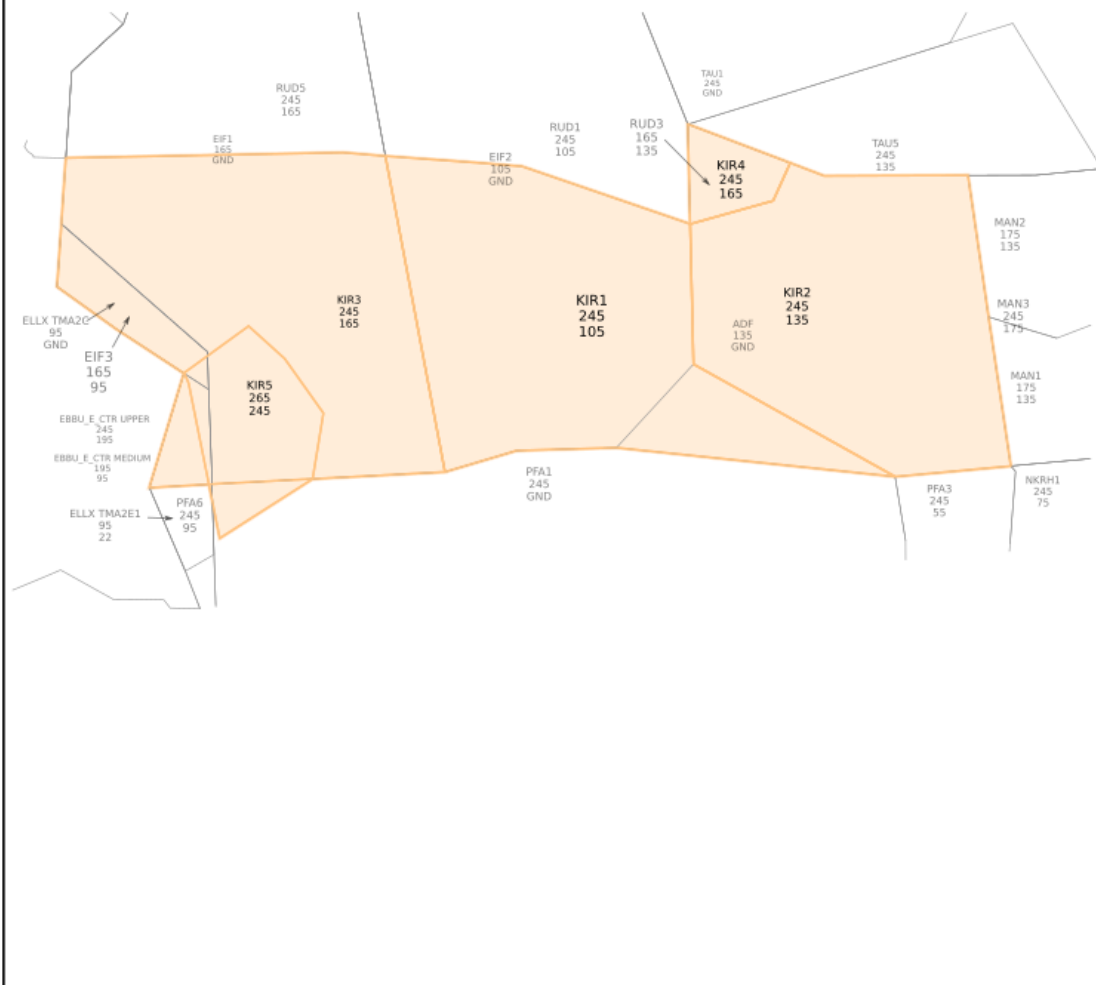 TAU1
245
GND
RUD5
245
165
RUD1
245
105
RUD3
165
135
EIF1
165
GND
EIF2
105
GND
KIR4
245
165
TAU5
245
135
MAN2
175
135
KIR3
245
165
KIR1
245
105
KIR2
245
135
ADF
135
GND
MAN3
245
175
ELLX TMA2C
95
GND
EIF3
165
95
KIR5
265
245
MAN1
175
135
EBBU_E_CTR UPPER
245
195
EBBU_E_CTR MEDIUM
195
95
PFA1
245
GND
ELLX TMA2E1
95
22
PFA6
245
95
PFA3
245
55
NKRH1
245
75